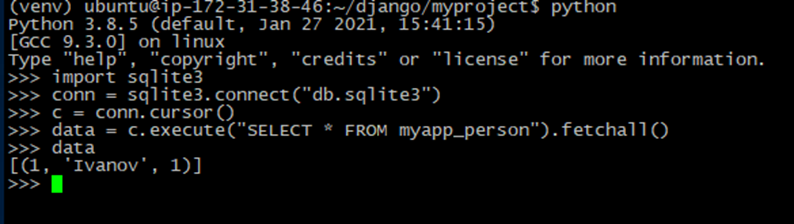 (venv) ubuntu@ip-172-31-38-46:~/django/myproject$ python
Python 3.8.5 (default, Jan 27 2021, 15:41:15)
[GCC 9.3.0] on linux
Type "help", "copyright", "credits" or "license" for more information.
>>> import sqlite3
>>> conn = sqlite3.connect("db.sqlite3")
>>> c = conn.cursor()
>>> data = c.execute("SELECT * FROM myapp_person").fetchall()
>>> data
[(1, 'Ivanov', 1)]
>>>